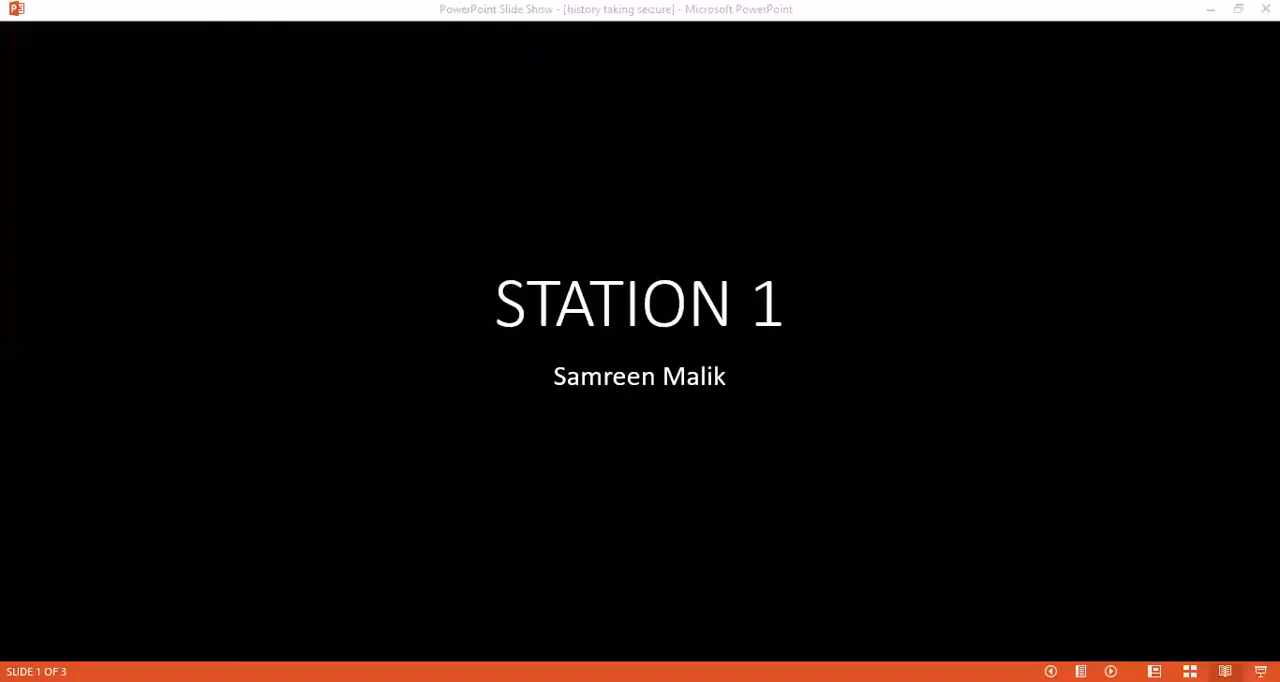 PowerPoint Slide Show - [history taking seizure] - Microsoft PowerPoint
STATION 1
Samreen Malik
SLIDE 1 OF 3